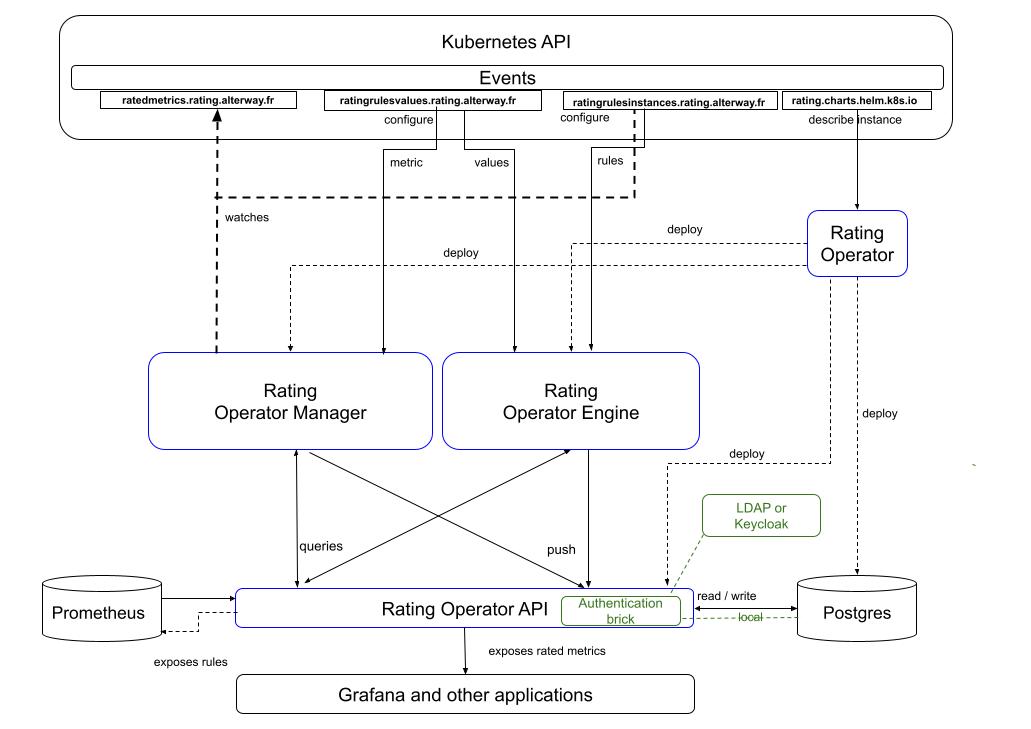 Kubernetes API
Events
ratedmetrics.rating.alterway.fr
ratingrulesvalues.rating.alterway.fr
ratingrulesinstances.rating.alterway.fr
rating.charts.helm.k8s.io
configure
configure
describe instance
metric
values
rules
watches
deploy
deploy
Rating
Operator
Rating
Operator Manager
Rating
Operator Engine
deploy
deploy
LDAP or
Keycloak
queries
push
Prometheus
Rating Operator API
Authentication
brick
read / write
local
Postgres
exposes rules
exposes rated metrics
Grafana and other applications